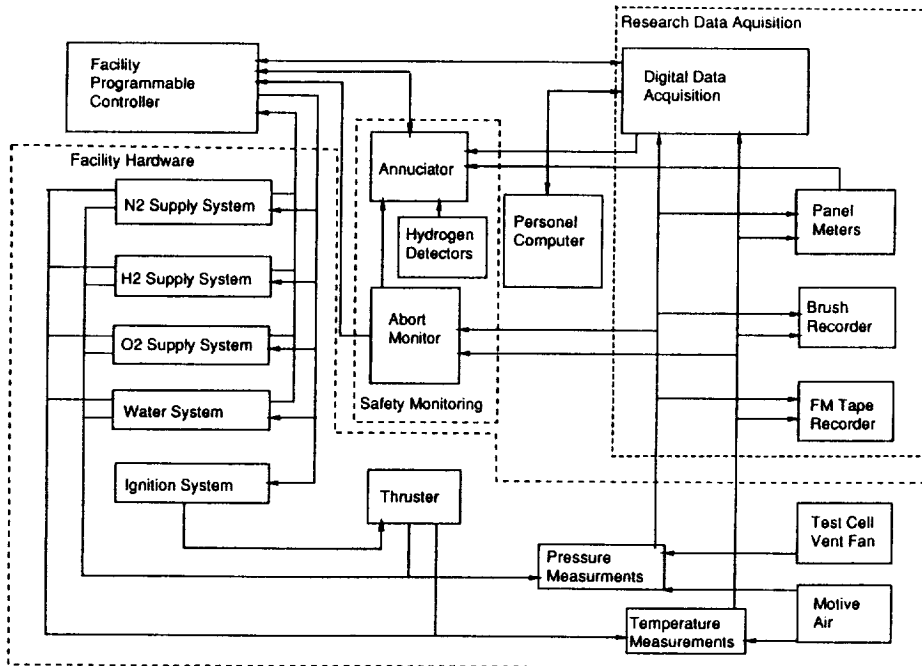 Research Data Aquisition
Facility
Programmable
Controller
Digital Data
Acquisition
Facility Hardware
Annuciator
N2 Supply System
Hydrogen
Detectors
Personel
Computer
Panel
Meters
H2 Supply System
Abort
Monitor
Brush
Recorder
O2 Supply System
Water System
Safety Monitoring
FM Tape
Recorder
Ignition System
Thruster
Test Cell
Vent Fan
Pressure
Measurments
Motive
Air
Temperature
Measurements